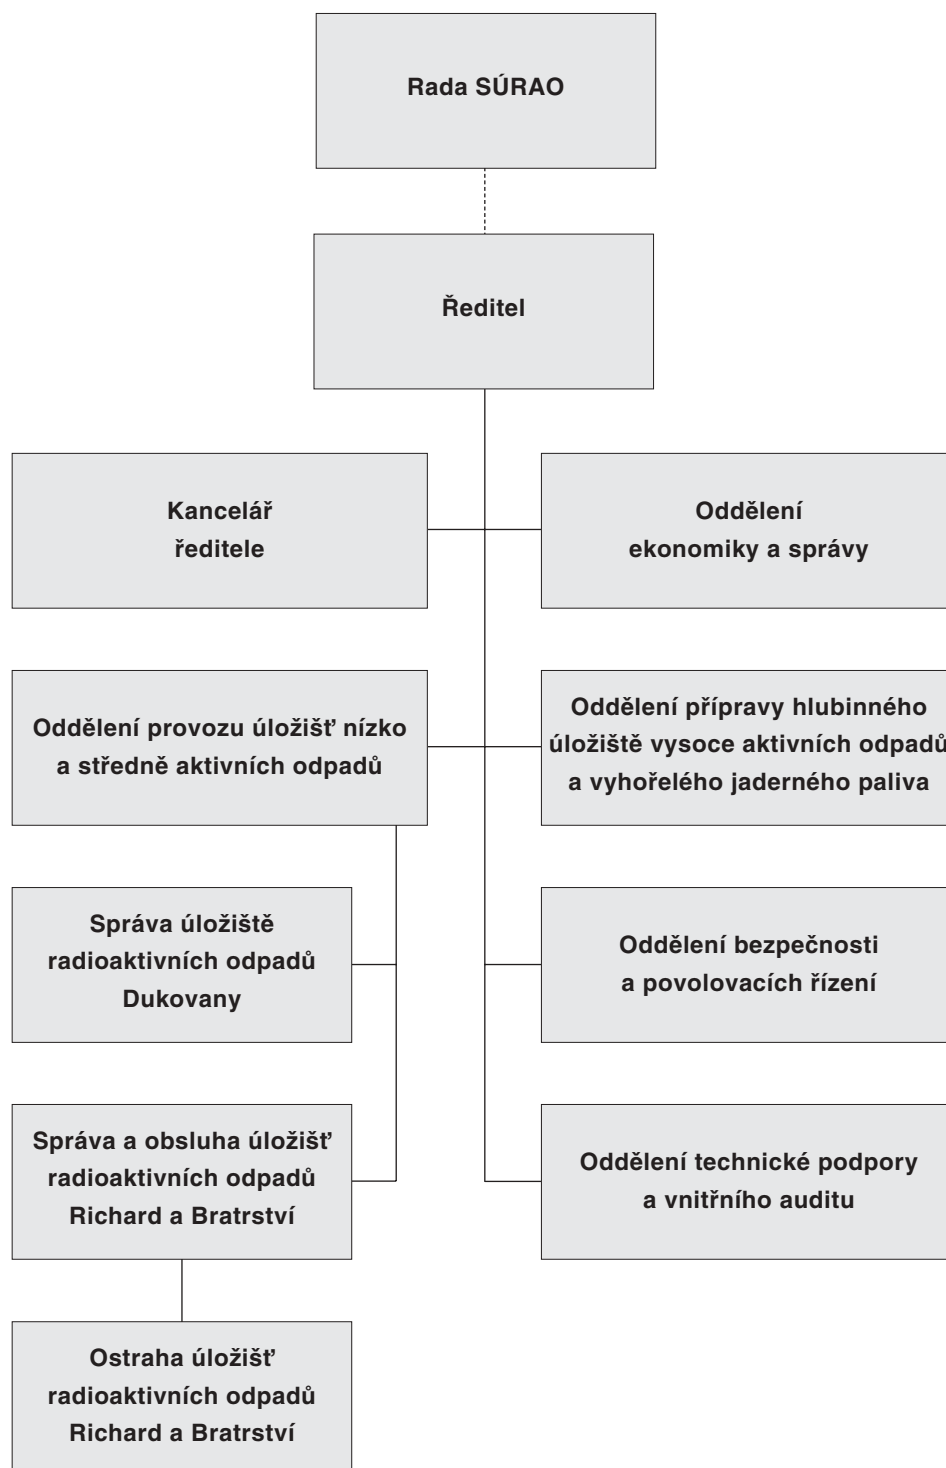 Rada SÚRAO
Ředitel
Kancelář
ředitele
Oddělení
ekonomiky a správy
Oddělení provozu úložišť nízko
a středně aktivních odpadů
Oddělení přípravy hlubinného
úložiště vysoce aktivních odpadů
a vyhořelého jaderného paliva
Správa úložiště
radioaktivních odpadů
Dukovany
Oddělení bezpečnosti
a povolovacích řízení
Správa a obsluha úložišť
radioaktivních odpadů
Richard a Bratrství
Oddělení technické podpory
a vnitřního auditu
Ostraha úložišť
radioaktivních odpadů
Richard a Bratrství